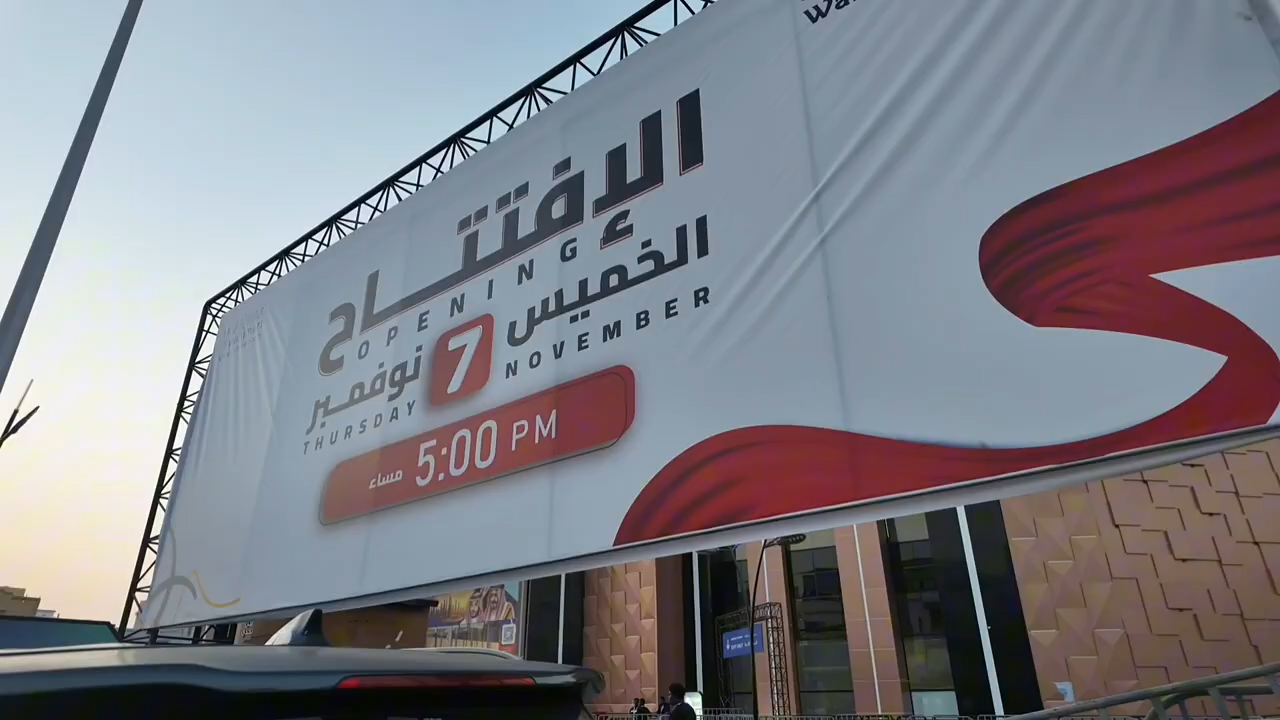 الافتتاح
OPENING
الخميس 7 نوفمبر
THURSDAY NOVEMBER
5:00 PM مساء